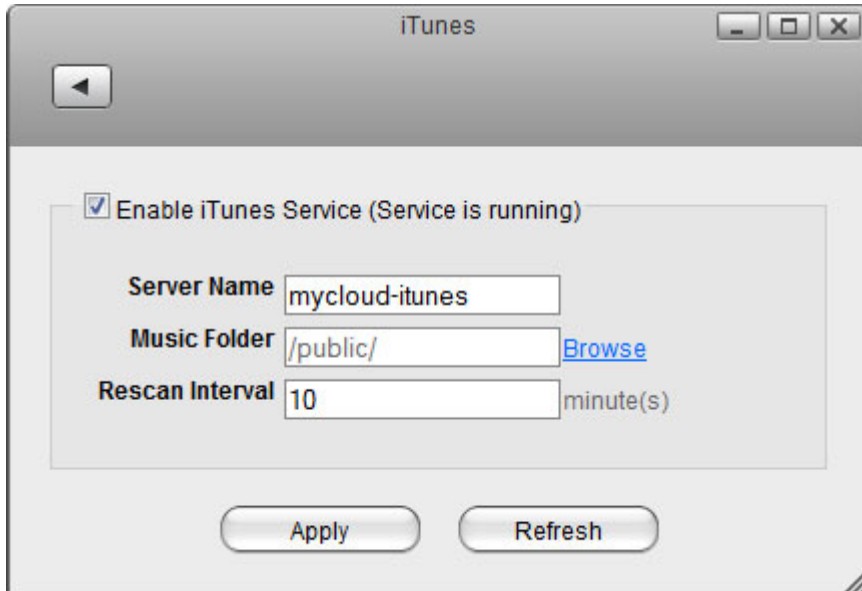 iTunes
Enable iTunes Service (Service is running)
Server Name mycloud-itunes
Music Folder /public/ Browse
Rescan Interval 10 minute(s)
Apply Refresh